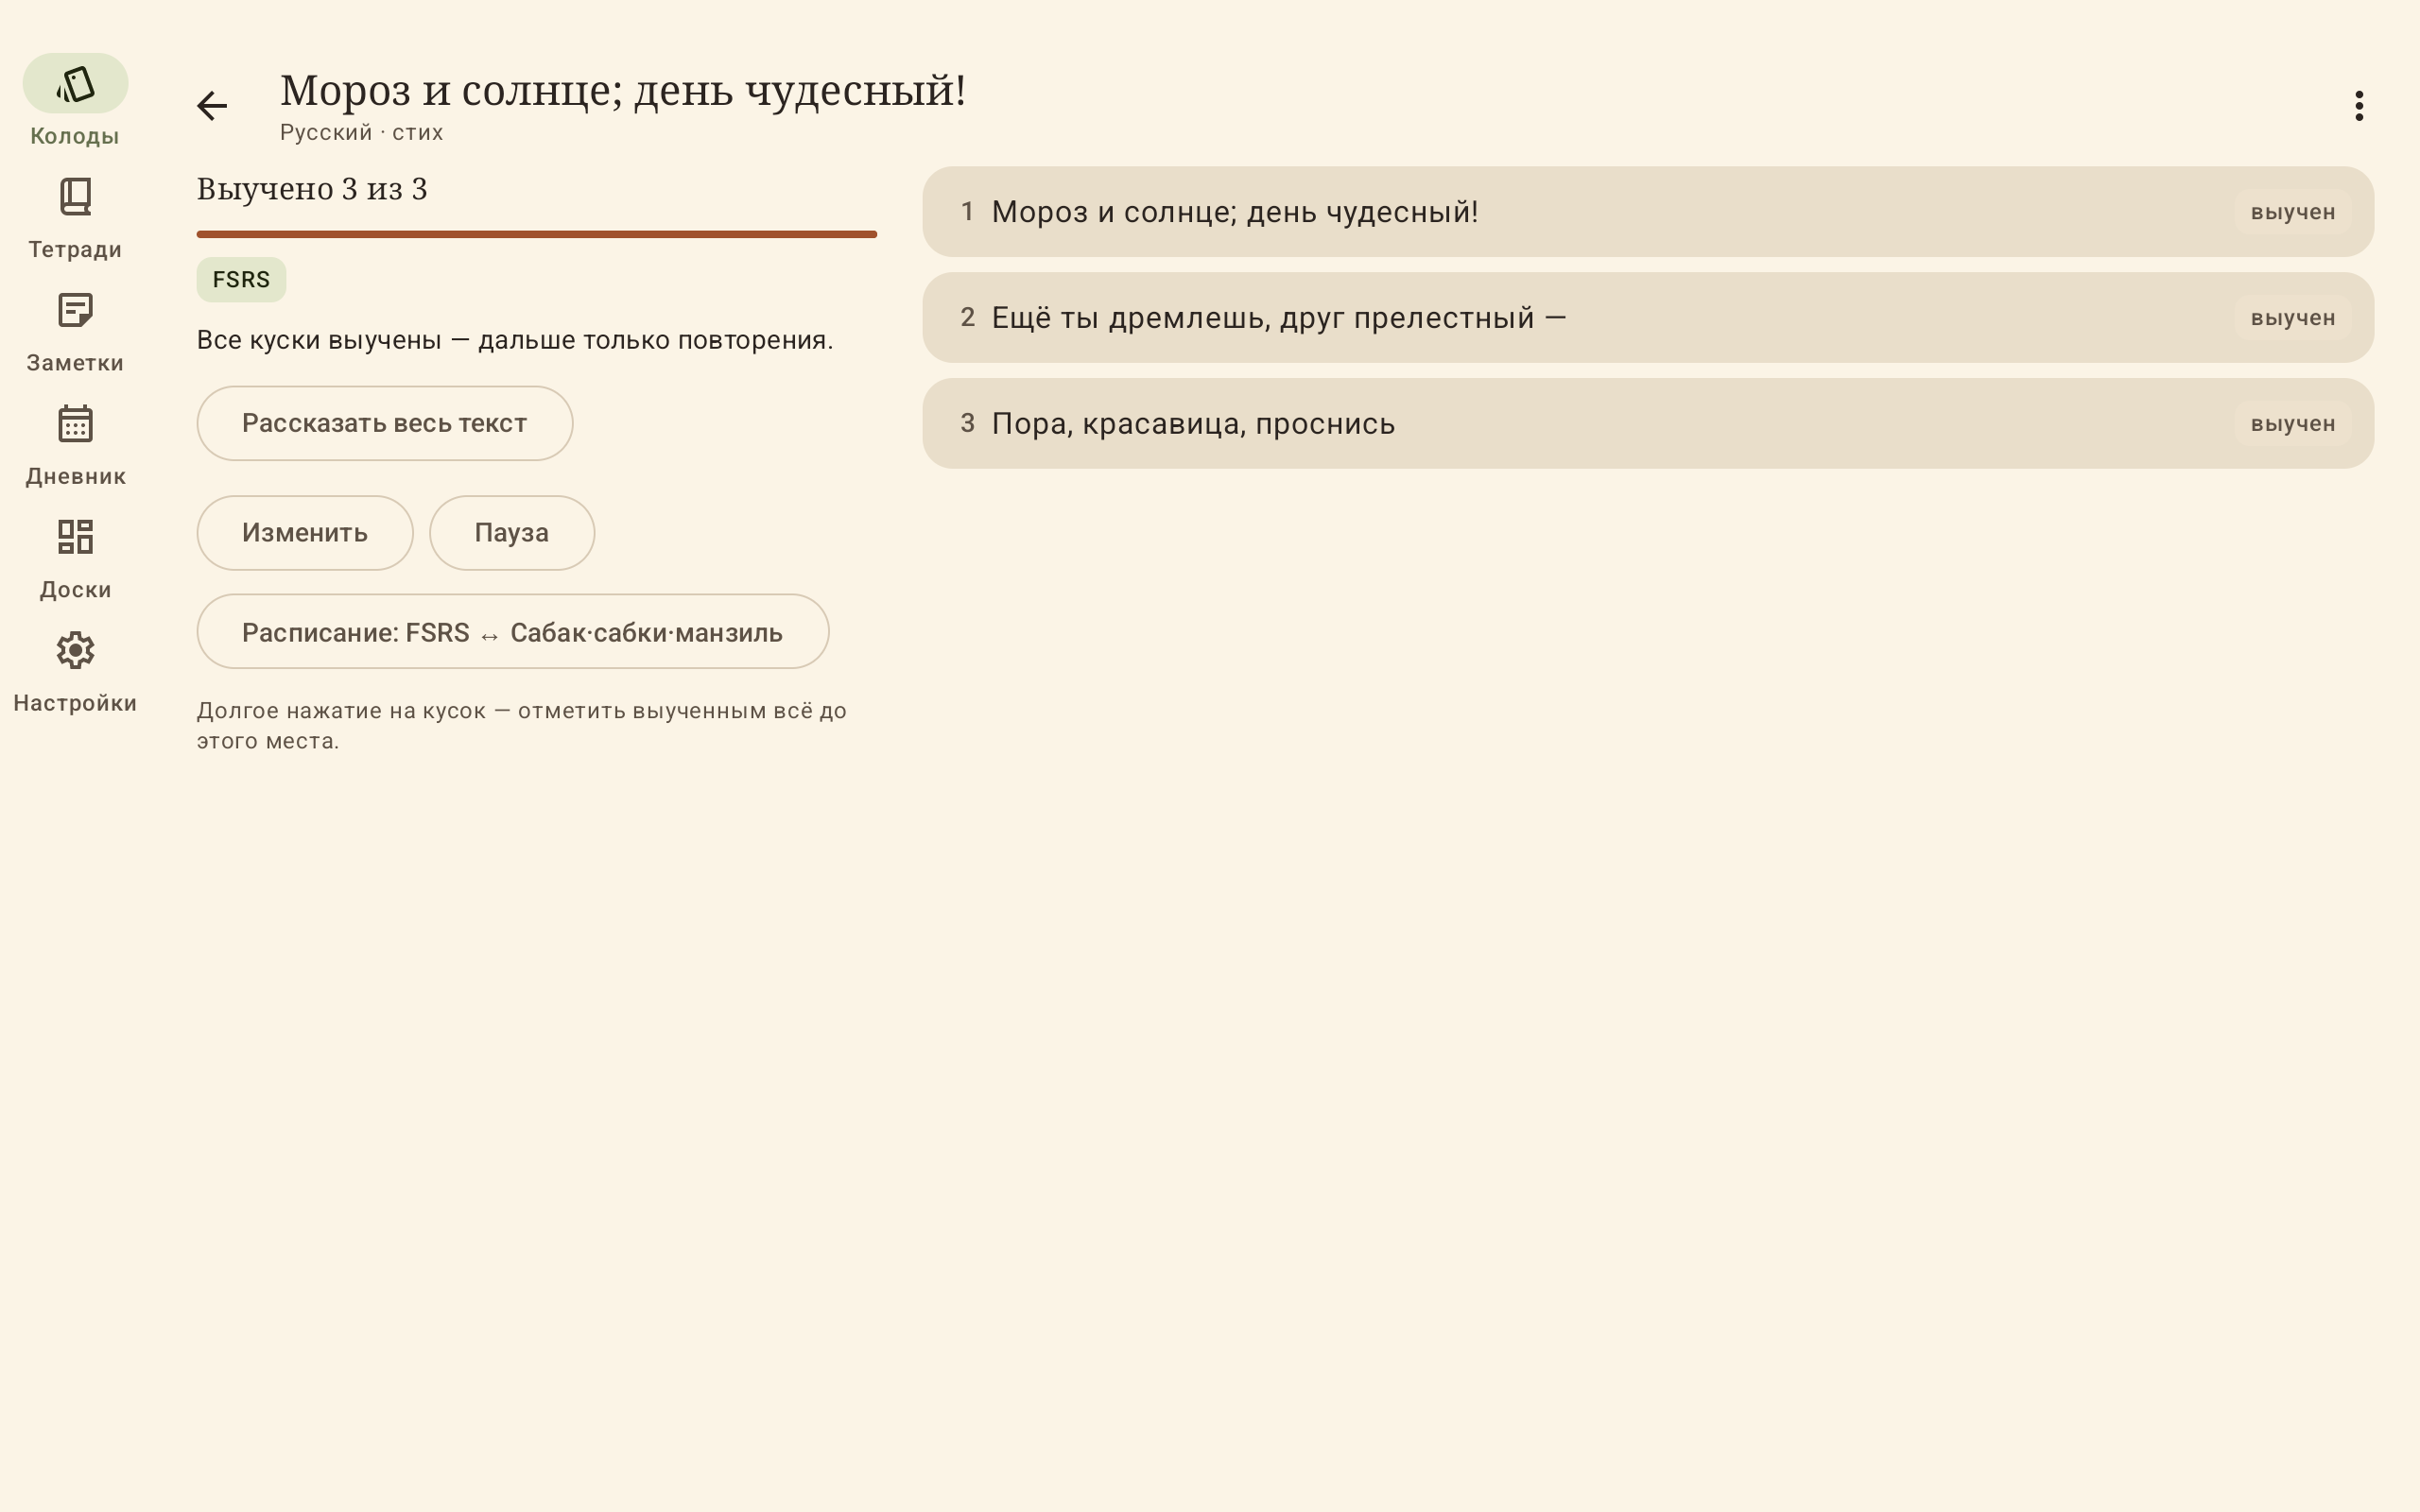 Колоды
Тетради
Заметки
Дневник
Доски
Настройки
Мороз и солнце; день чудесный!
Русский · стих
Выучено 3 из 3
FSRS
Все куски выучены — дальше только повторения.
Рассказать весь текст
Изменить
Пауза
Расписание: FSRS ↔ Сабак·сабки·манзиль
Долгое нажатие на кусок — отметить выученным всё до
этого места.
1 Мороз и солнце; день чудесный! выучен
2 Ещё ты дремлешь, друг прелестный — выучен
3 Пора, красавица, проснись выучен